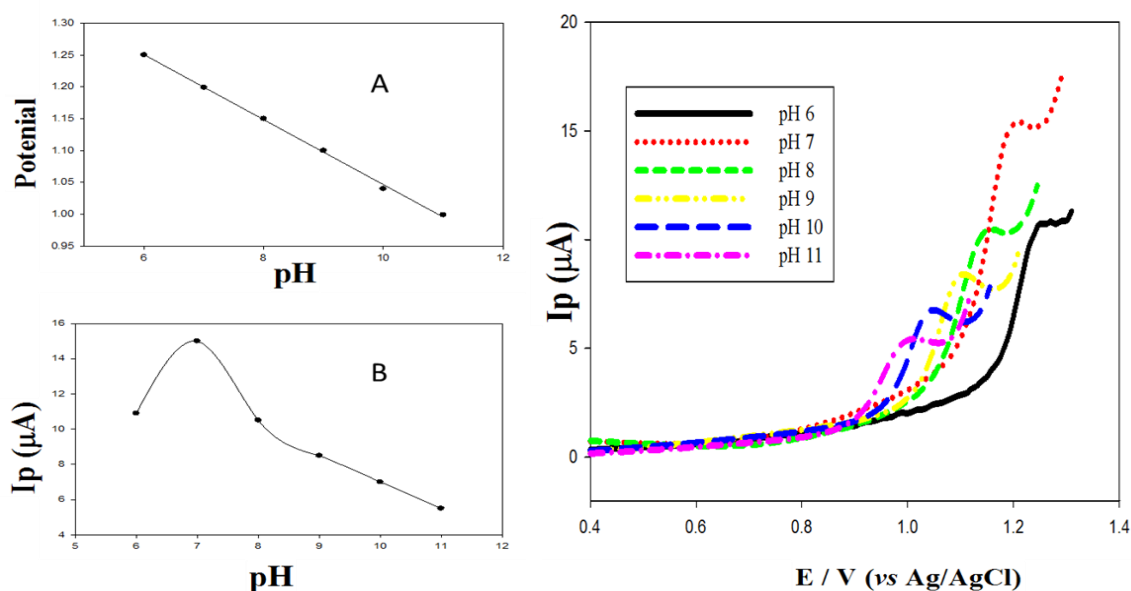 1.30
1.25
1.20
1.15
1.10
1.05
1.00
0.95
Potenial
A
6
8
10
12
pH
16
14
12
10
8
6
4
Ip (µA)
B
5
6
7
8
9
10
11
12
pH
20
15
10
5
0
Ip (µA)
pH 6
pH 7
pH 8
pH 9
pH 10
pH 11
0.4
0.6
0.8
1.0
1.2
1.4
E / V (vs Ag/AgCl)